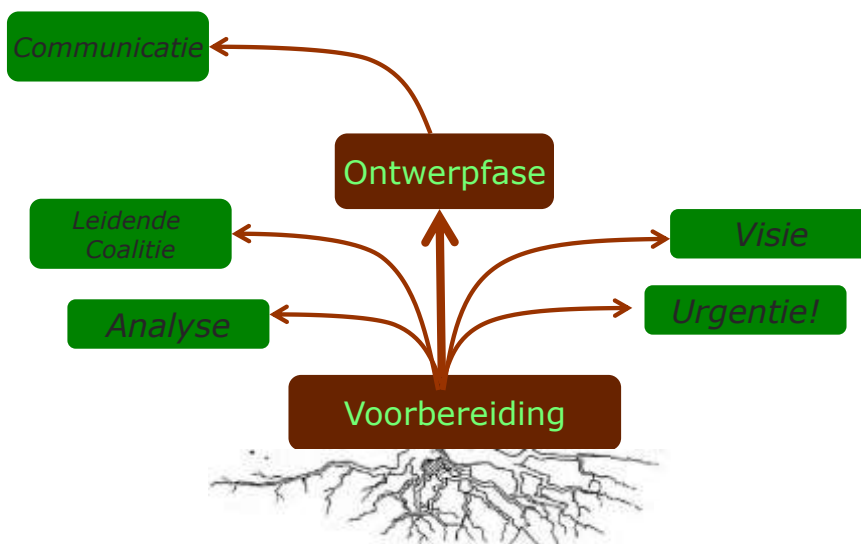 Communicatie
Ontwerpfase
Leidende
Coalitie
Visie
Analyse
Urgentie!
Voorbereiding